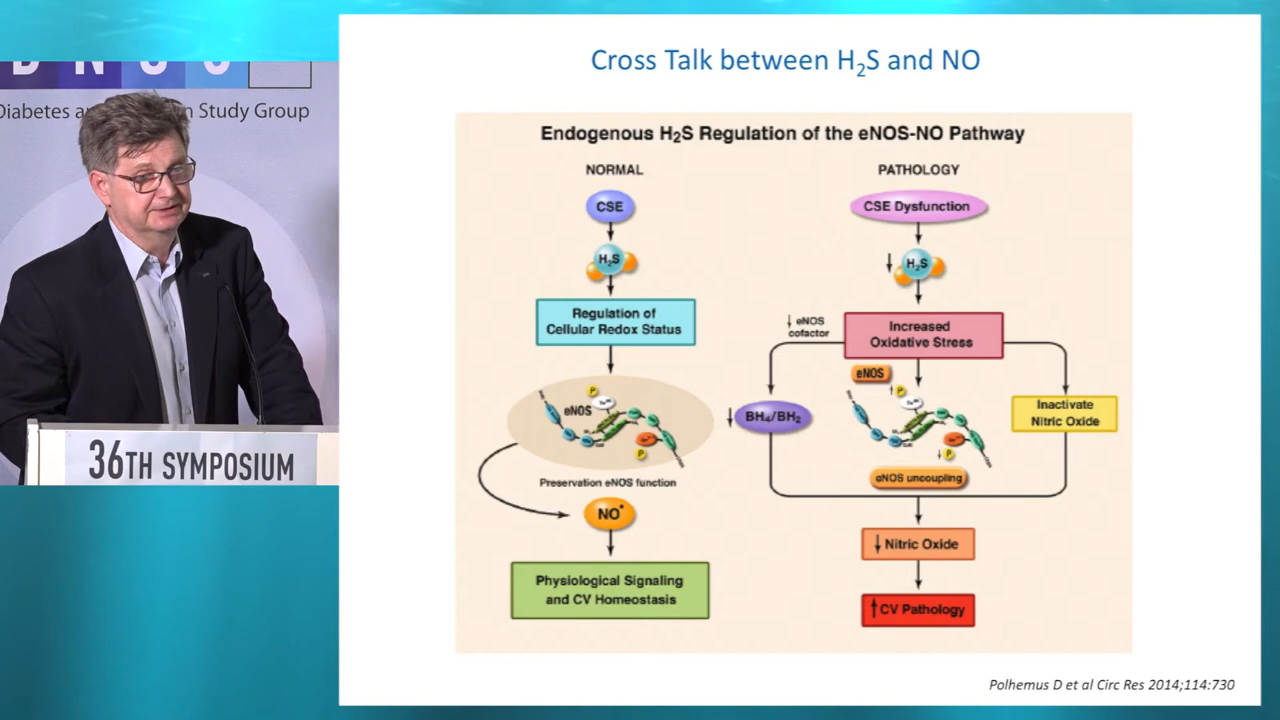 D N S G
Diabetes a n Study Group
36TH SYMPOSIUM
Cross Talk between H₂S and NO
Endogenous H₂S Regulation of the eNOS-NO Pathway
NORMAL
CSE
H₂S
Regulation of
Cellular Redox Status
P
eNOS
P
Preservation eNOS function
NO•
Physiological Signaling
and CV Homeostasis
PATHOLOGY
CSE Dysfunction
↓ H₂S
↓ eNOS
cofactor
Increased
Oxidative Stress
eNOS
↑ P
↓ BH₄/BH₂
↓ P
Inactivate
Nitric Oxide
eNOS uncoupling
↓ Nitric Oxide
↑ CV Pathology
Polhemus D et al Circ Res 2014;114:730